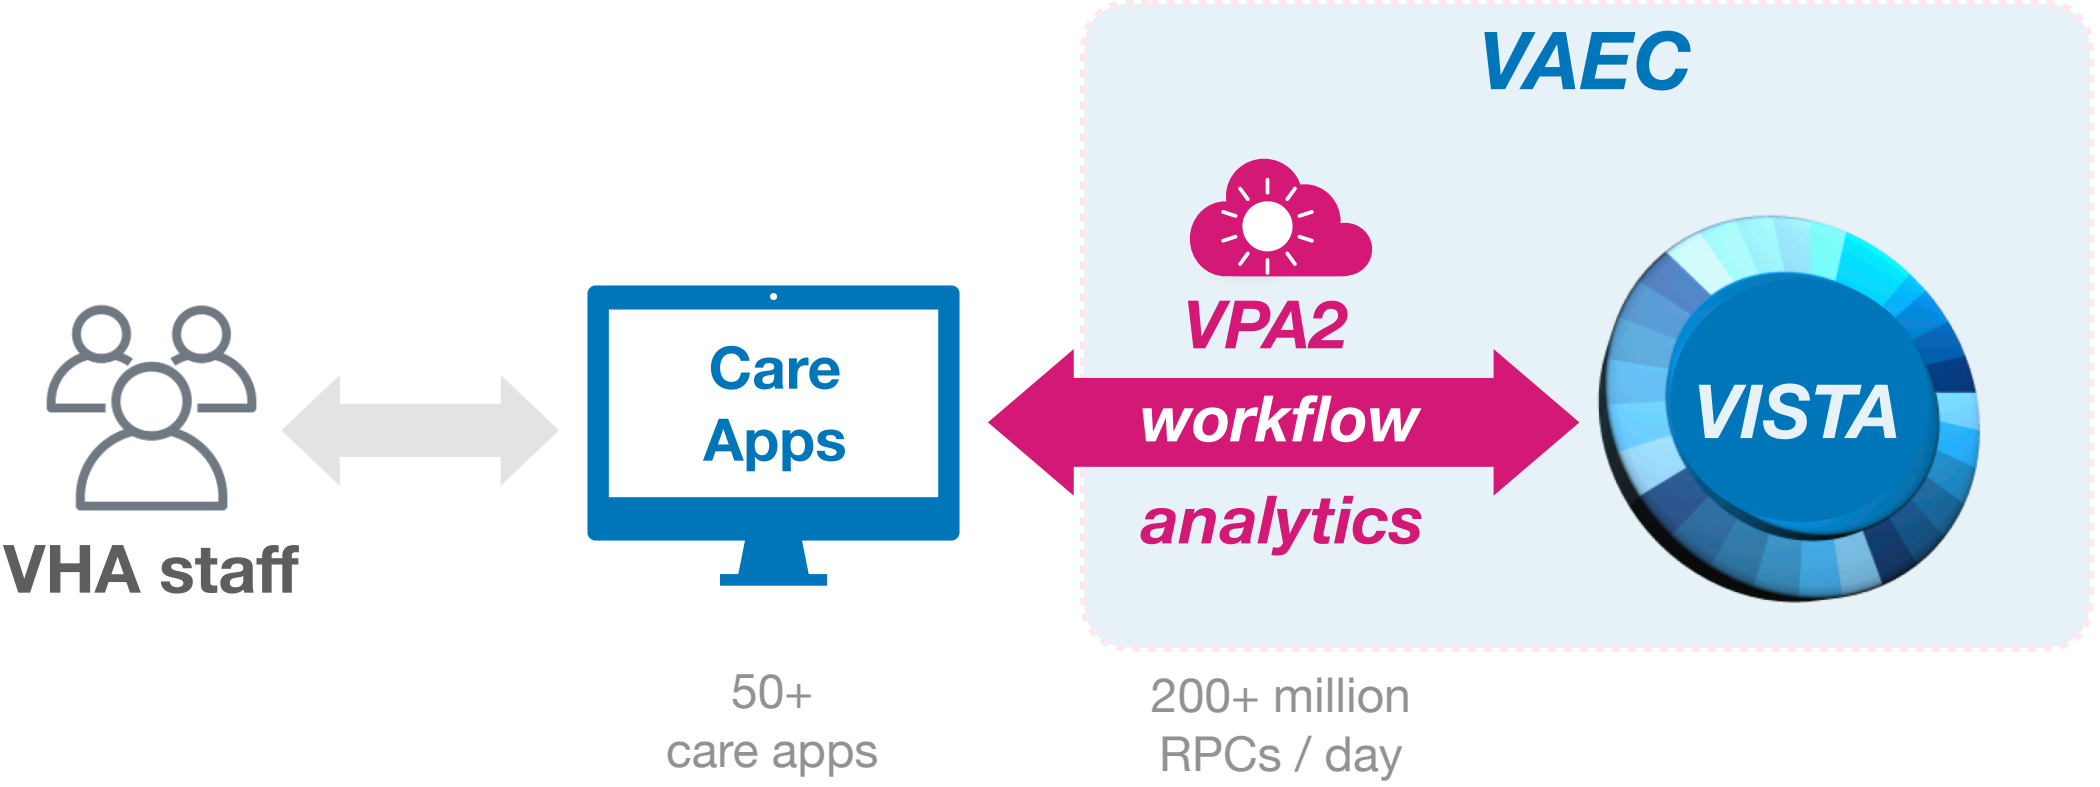 VAEC
VPA2
Care
Apps
workflow
VISTA
analytics
VHA staff
50+
care apps
200+ million
RPCs / day